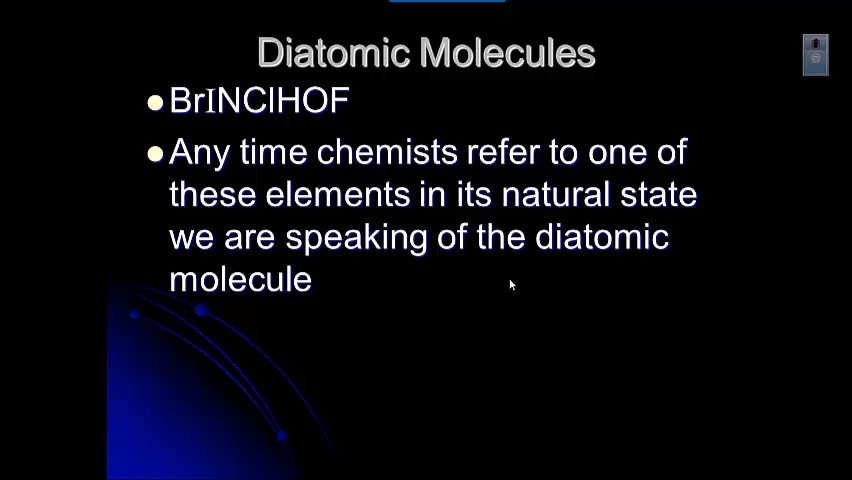 Diatomic Molecules
BrINClHOF
Any time chemists refer to one of
these elements in its natural state
we are speaking of the diatomic
molecule